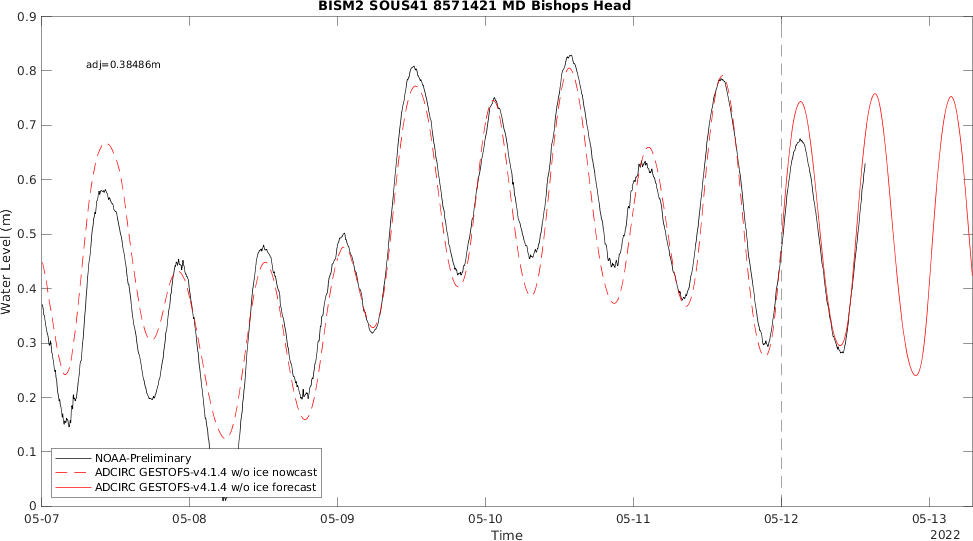 BISM2 SOUS41 8571421 MD Bishops Head
0.9
0.8
0.7
0.6
0.5
0.4
0.3
0.2
0.1
0
Water Level (m)
adj=0.38486m
NOAA-Preliminary
ADCIRC GESTOFS-v4.1.4 w/o ice nowcast
ADCIRC GESTOFS-v4.1.4 w/o ice forecast
05-07 05-08 05-09 05-10 05-11 05-12 05-13
Time
2022